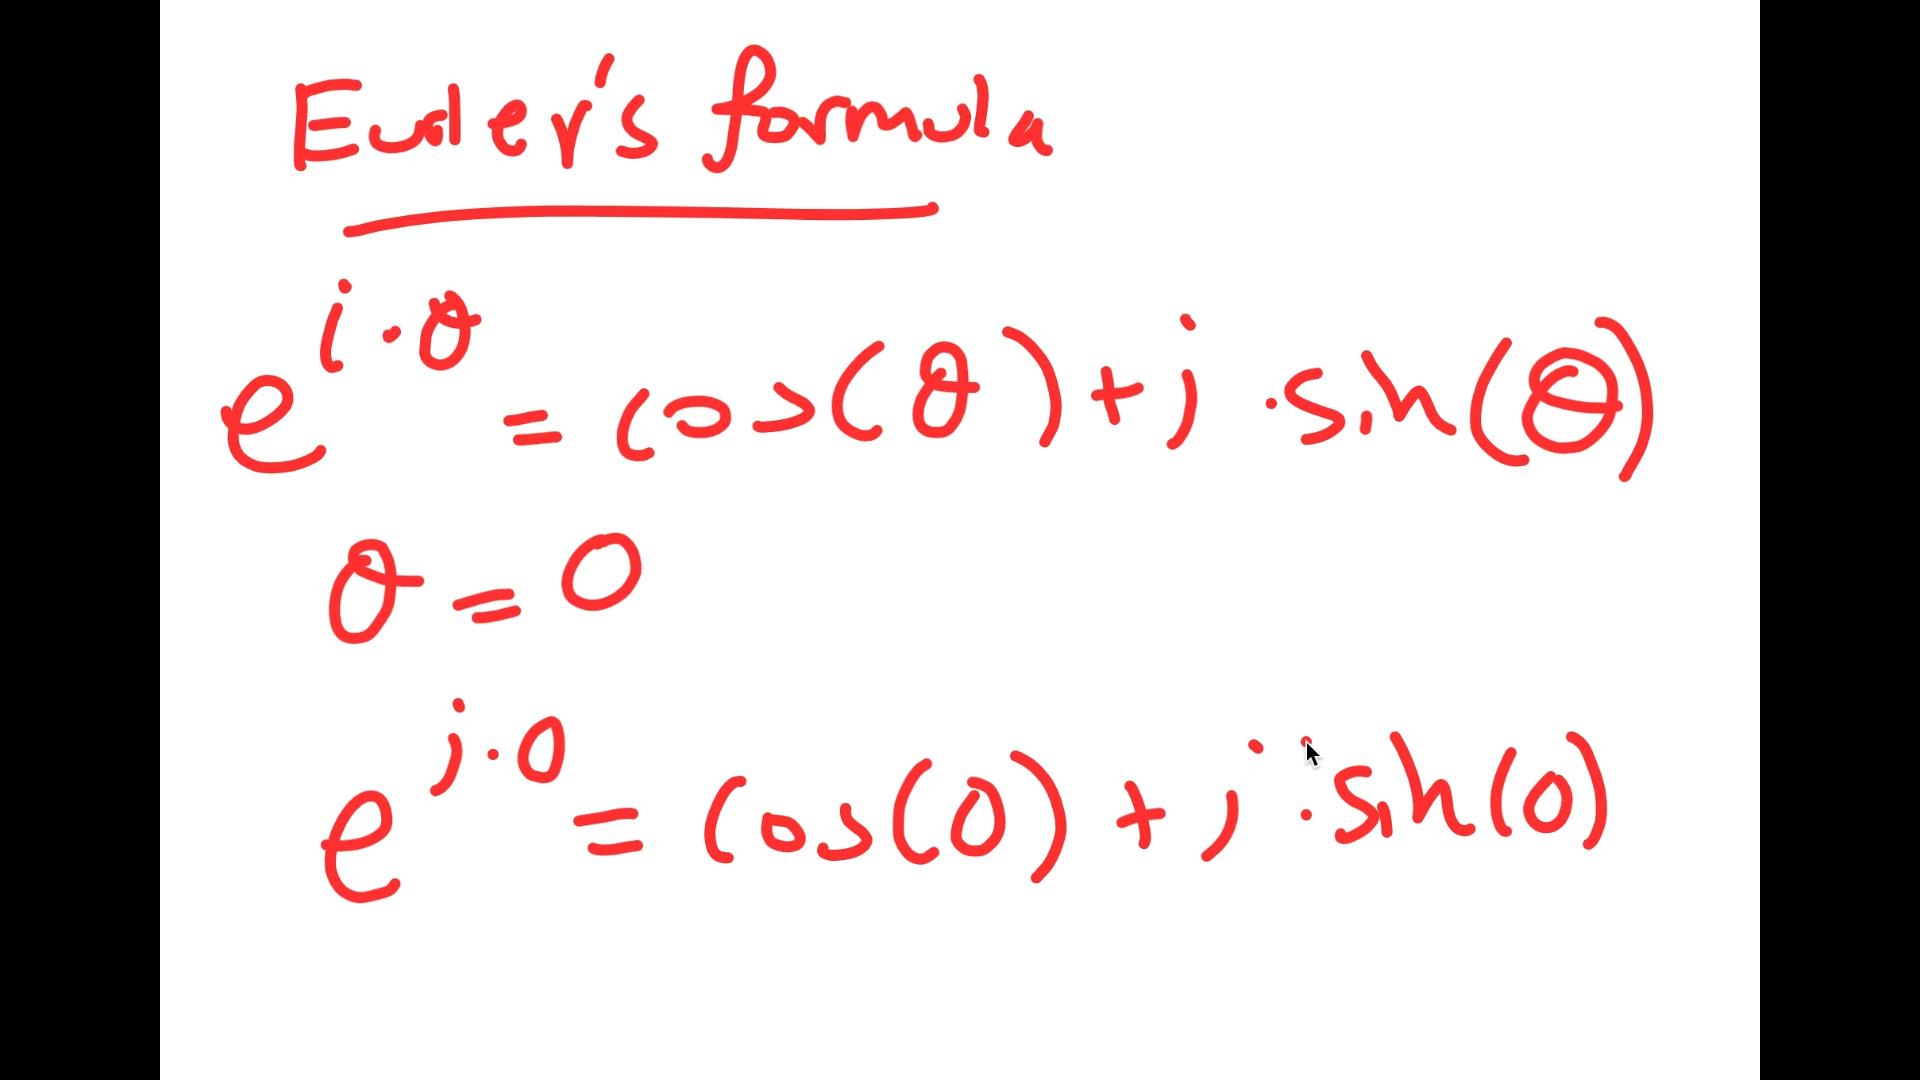 Euler's formula
e^{i·θ} = cos(θ) + i · sin(θ)
θ = 0
e^{i·0} = cos(0) + i · sin(0)